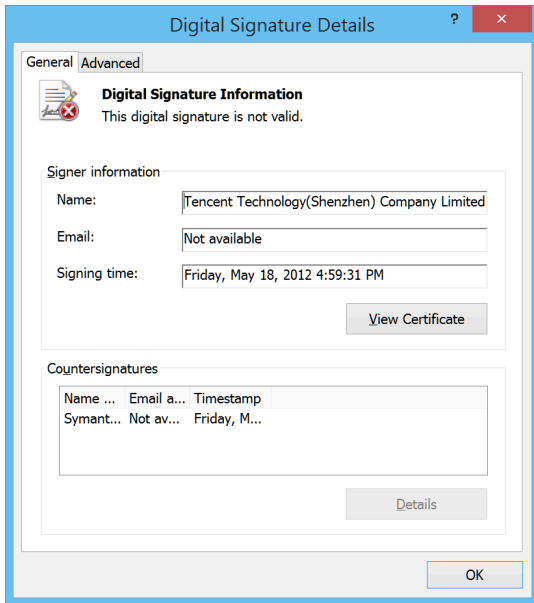 Digital Signature Details
?
General Advanced
Digital Signature Information
This digital signature is not valid.
Signer information
Name: Tencent Technology(Shenzhen) Company Limited
Email: Not available
Signing time: Friday, May 18, 2012 4:59:31 PM
View Certificate
Countersignatures
Name ... Email a... Timestamp
Symant... Not av... Friday, M...
Details
OK